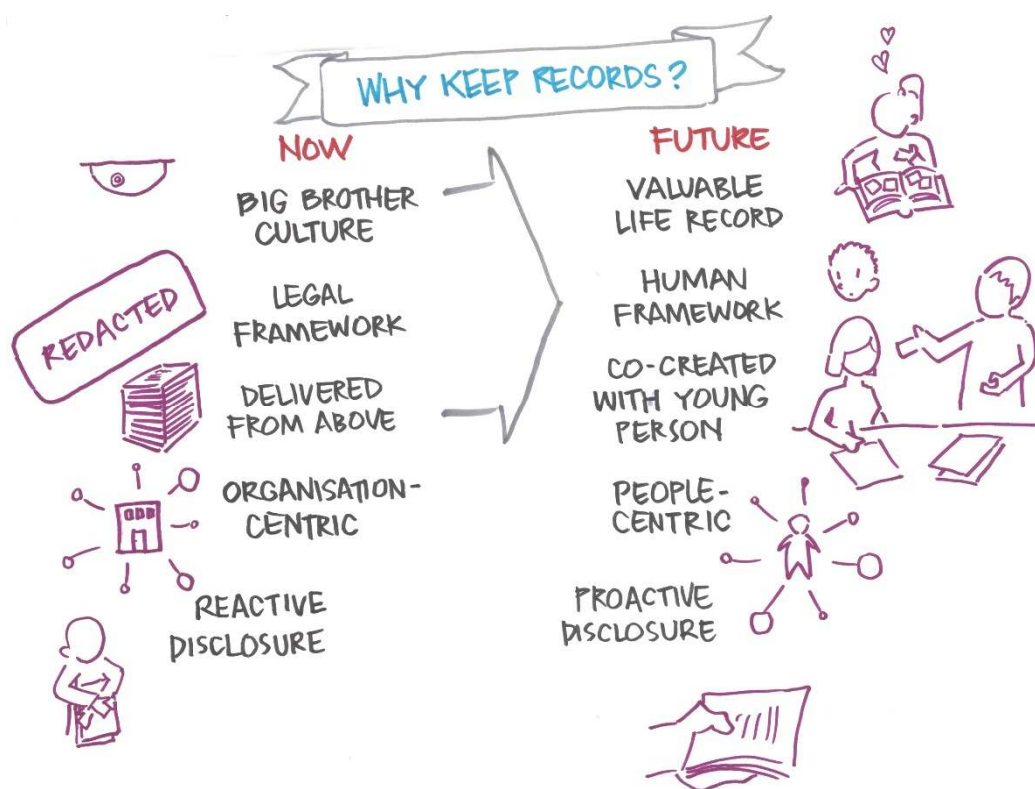 WHY KEEP RECORDS?
NOW
BIG BROTHER
CULTURE
REDACTED
LEGAL
FRAMEWORK
DELIVERED
FROM ABOVE
ORGANISATION-
CENTRIC
REACTIVE
DISCLOSURE
FUTURE
VALUABLE
LIFE RECORD
HUMAN
FRAMEWORK
CO-CREATED
WITH YOUNG
PERSON
PEOPLE-
CENTRIC
PROACTIVE
DISCLOSURE